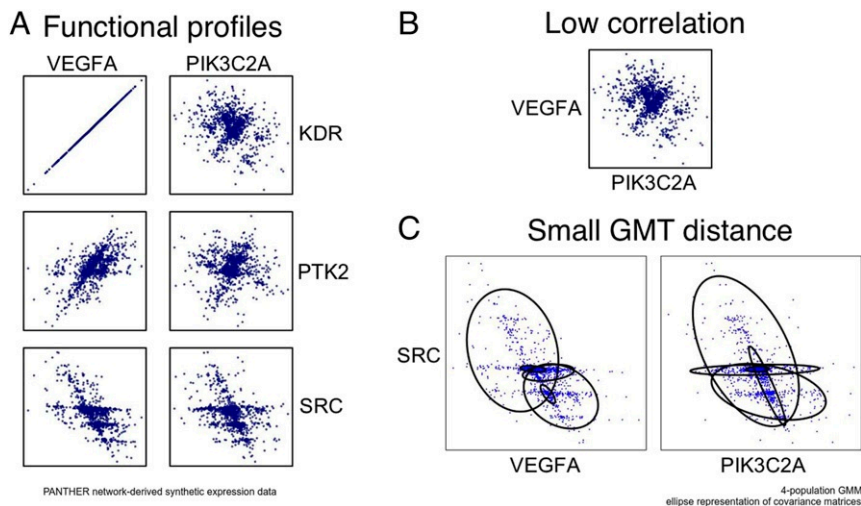 A Functional profiles
VEGFA PIK3C2A
KDR
PTK2
SRC
PANTHER network-derived synthetic expression data
B Low correlation
VEGFA
PIK3C2A
C Small GMT distance
SRC
VEGFA PIK3C2A
4-population GMM
ellipse representation of covariance matrices